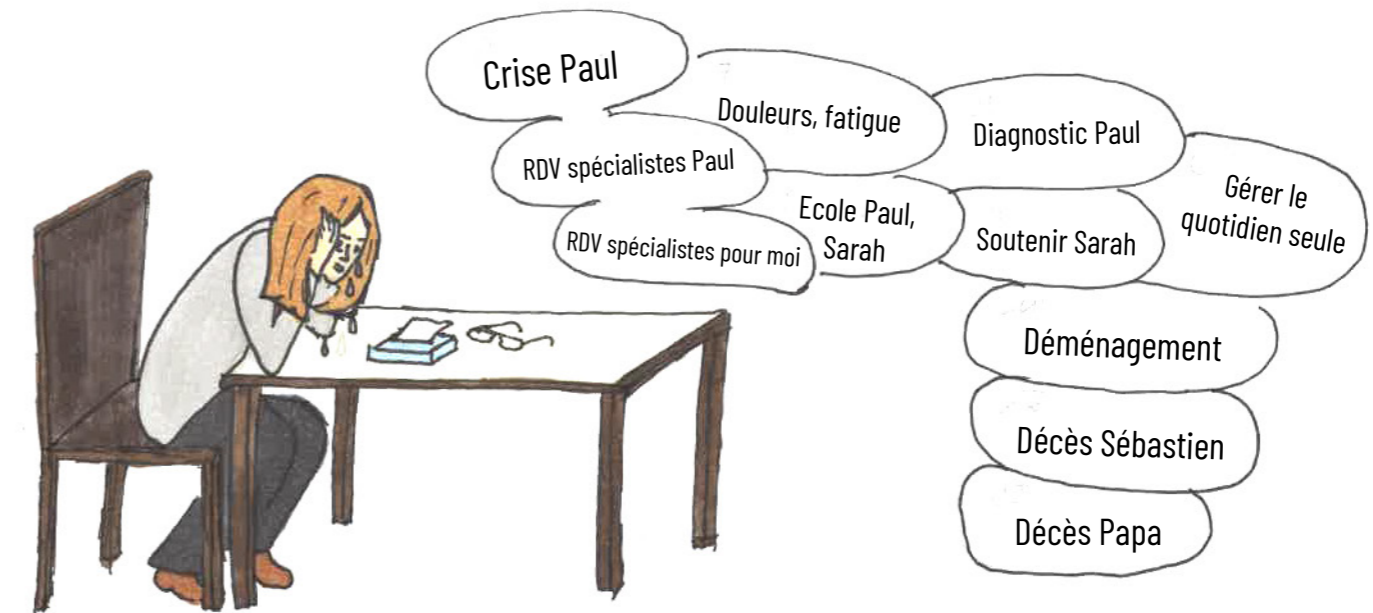 Crise Paul
Douleurs, fatigue
Diagnostic Paul
RDV spécialistes Paul
Gérer le
quotidien seule
Ecole Paul,
Sarah
Soutenir Sarah
RDV spécialistes pour moi
Déménagement
Décès Sébastien
Décès Papa